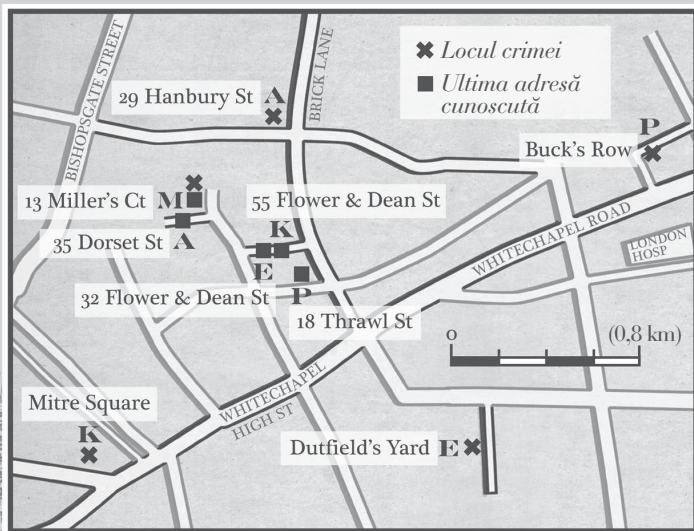 BISHOPSGATE STREET
BRICK LANE
✖ Locul crimei
■ Ultima adresă
cunoscută
29 Hanbury St
A
P
Buck's Row
13 Miller's Ct
M
55 Flower & Dean St
K
35 Dorset St
A
E
32 Flower & Dean St
P
18 Thrawl St
WHITECHAPEL ROAD
LONDON
HOSP
0
(0,8 km)
Mitre Square
K
WHITECHAPEL
HIGH ST
Dutfield's Yard
E